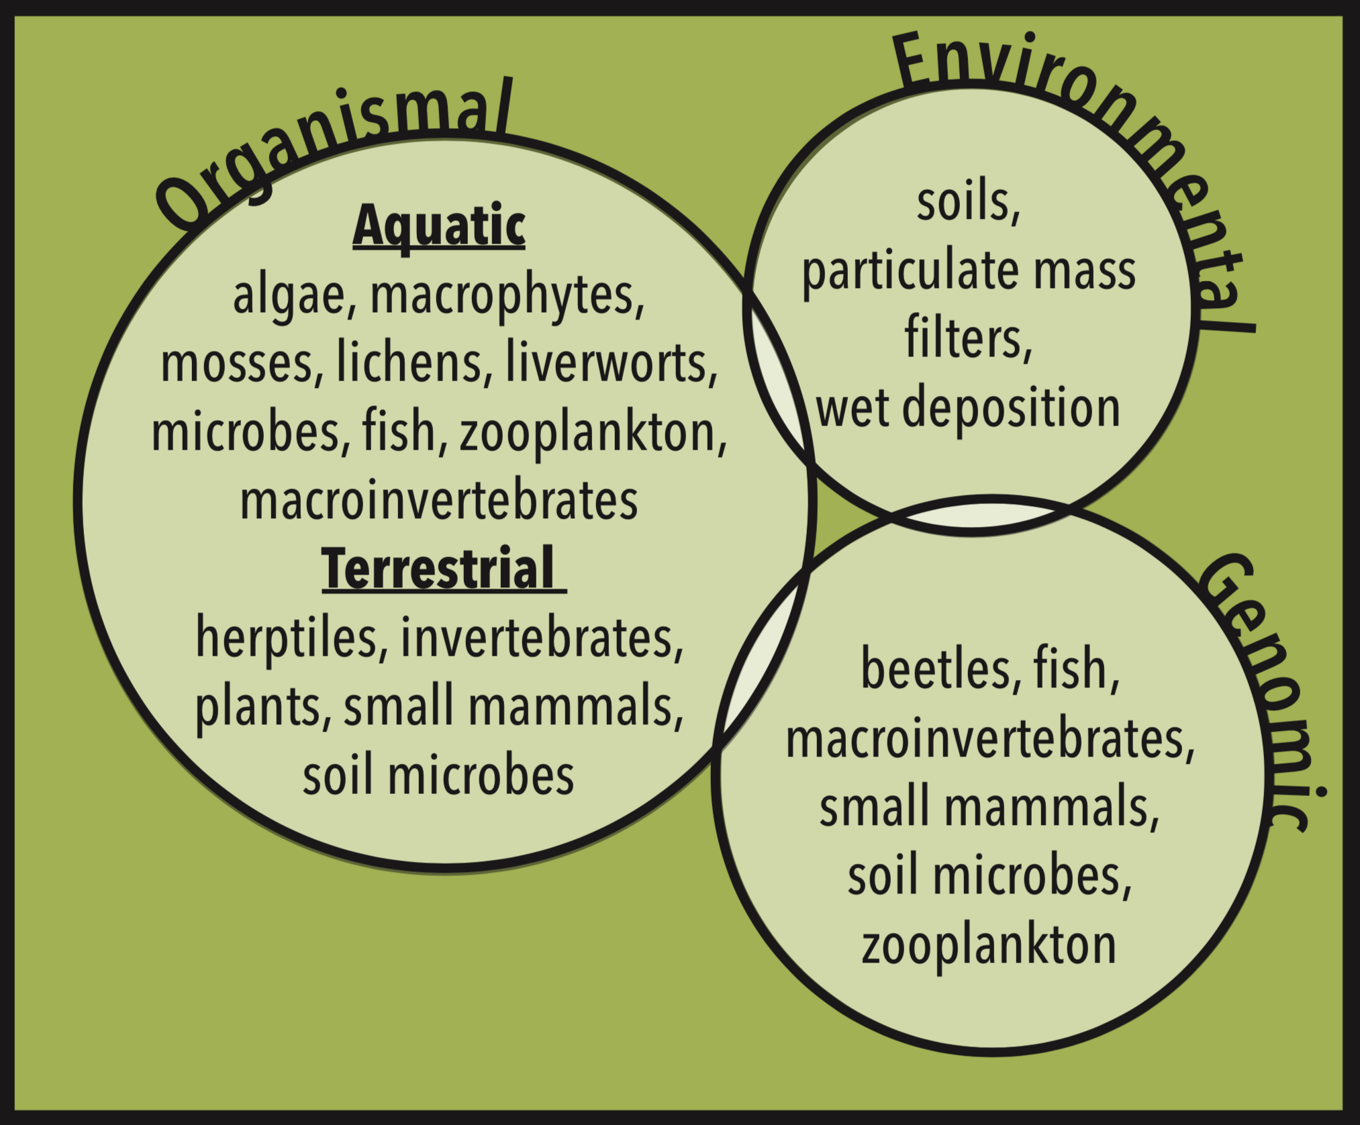 Organismal
Aquatic
algae, macrophytes,
mosses, lichens, liverworts,
microbes, fish, zooplankton,
macroinvertebrates
Terrestrial
herptiles, invertebrates,
plants, small mammals,
soil microbes
Environmental
soils,
particulate mass
filters,
wet deposition
Genomic
beetles, fish,
macroinvertebrates,
small mammals,
soil microbes,
zooplankton